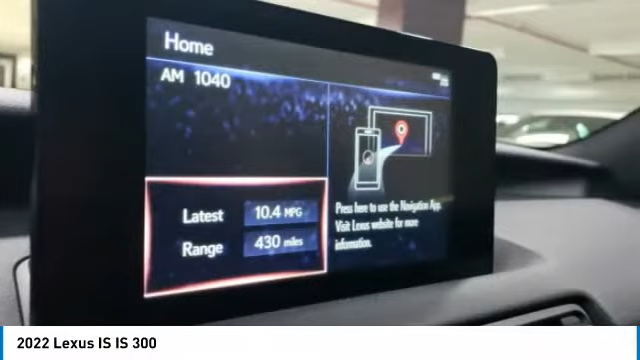 Home
AM 1040
Latest 10.4 MPG
Range 430 miles
Press here to use the Navigation App.
Visit Lexus website for more
information.
2022 Lexus IS IS 300